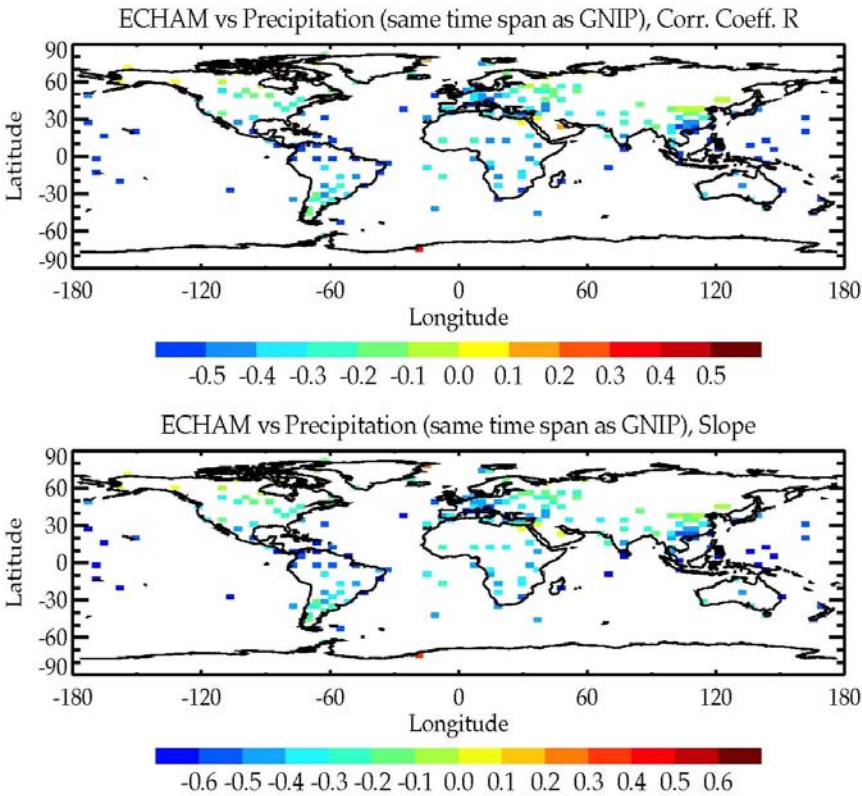 ECHAM vs Precipitation (same time span as GNIP), Corr. Coeff. R
90
60
30
0
-30
-60
-90
Latitude
-180 -120 -60 0 60 120 180
Longitude
-0.5 -0.4 -0.3 -0.2 -0.1 0.0 0.1 0.2 0.3 0.4 0.5
ECHAM vs Precipitation (same time span as GNIP), Slope
90
60
30
0
-30
-60
-90
Latitude
-180 -120 -60 0 60 120 180
Longitude
-0.6 -0.5 -0.4 -0.3 -0.2 -0.1 0.0 0.1 0.2 0.3 0.4 0.5 0.6